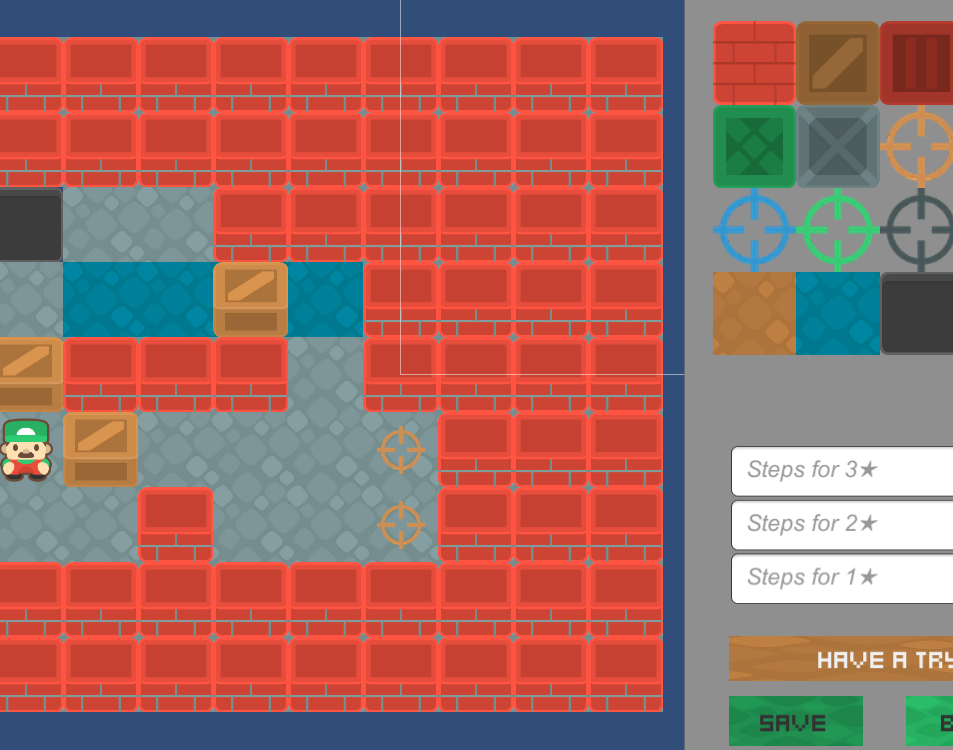 Steps for 3★
Steps for 2★
Steps for 1★
HAVE A TRY
SAVE